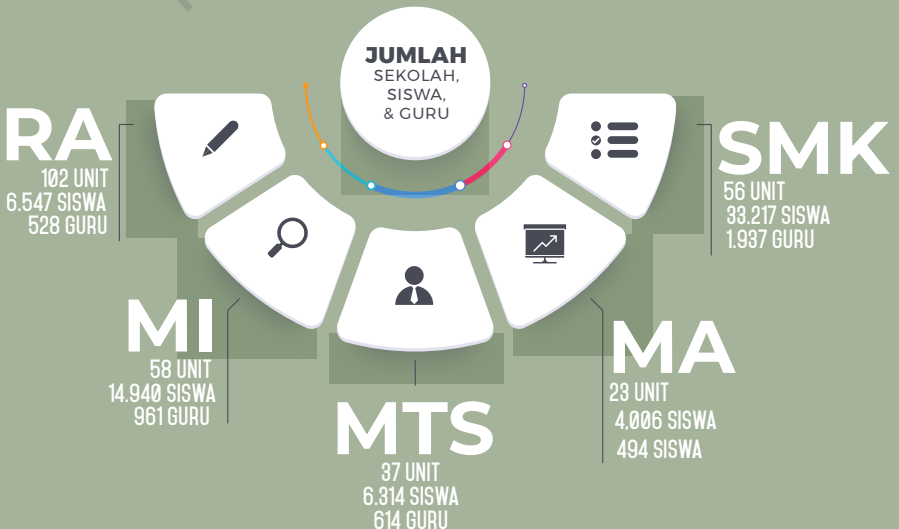 JUMLAH
SEKOLAH,
SISWA,
& GURU
RA
102 UNIT
6.547 SISWA
528 GURU
MI
58 UNIT
14.940 SISWA
961 GURU
MTS
37 UNIT
6.314 SISWA
614 GURU
MA
23 UNIT
4.006 SISWA
494 SISWA
SMK
56 UNIT
33.217 SISWA
1.937 GURU